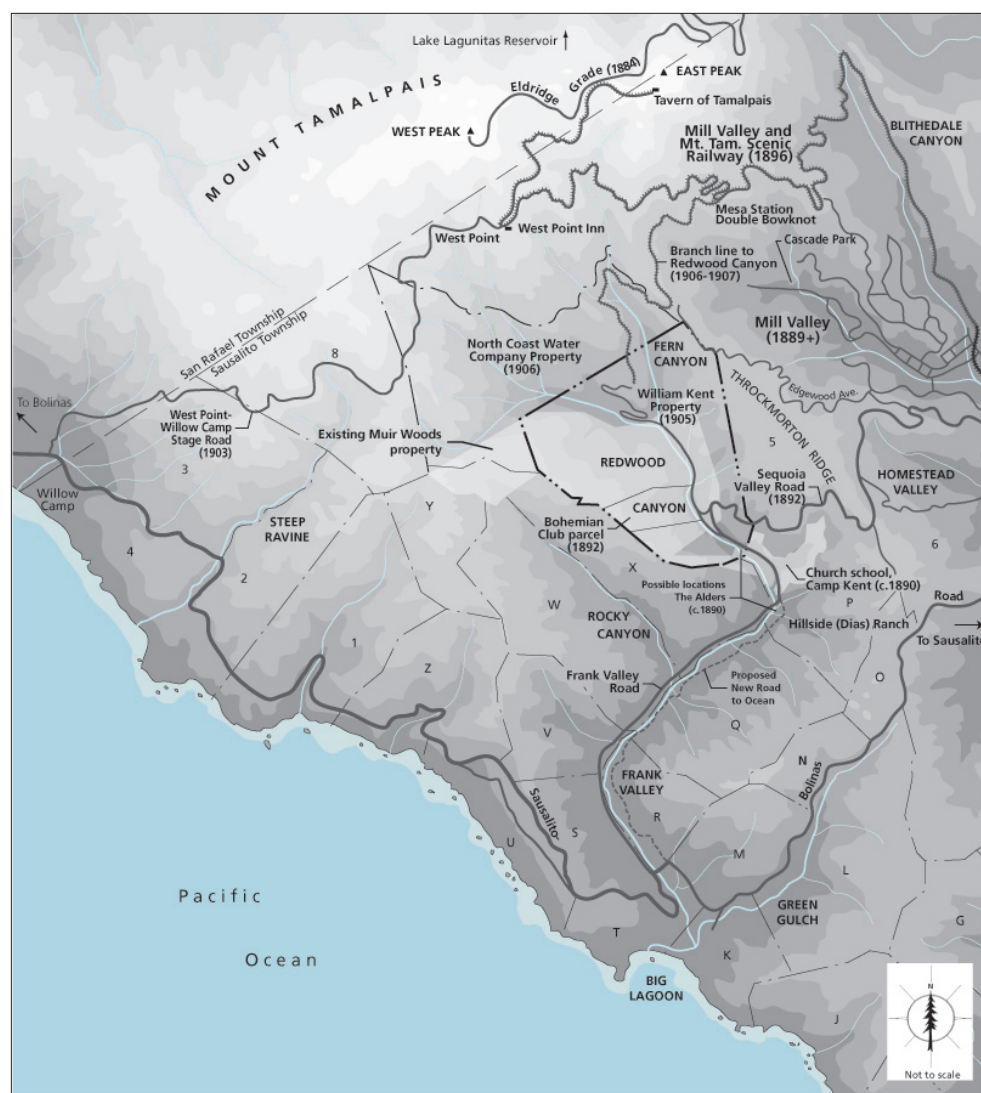 Lake Lagunitas Reservoir
MOUNT TAMALPAIS
Eldridge Grade (1884)
EAST PEAK
Tavern of Tamalpais
WEST PEAK
Mill Valley and
Mt. Tam. Scenic
Railway (1896)
BLITHEDALE
CANYON
Mesa Station
Double Bowknot
West Point
West Point Inn
Cascade Park
Branch line to
Redwood Canyon
(1906-1907)
Mill Valley
(1889+)
San Rafael Township
Sausalito Township
8
North Coast Water
Company Property
(1906)
FERN
CANYON
THROCKMORTON RIDGE
Edgewood Ave.
To Bolinas
West Point-
Willow Camp
Stage Road
(1903)
William Kent
Property
(1905)
Existing Muir Woods
property
5
3
REDWOOD
CANYON
Sequoia
Valley Road
(1892)
HOMESTEAD
VALLEY
Willow
Camp
Y
STEEP
RAVINE
Bohemian
Club parcel
(1892)
4
2
6
X
Church school,
Camp Kent (c.1890)
Possible locations
The Alders
(c.1890)
W
P
Road
ROCKY
CANYON
Hillside (Dias) Ranch
To Sausalito
1
Z
Frank Valley
Road
Proposed
New Road
to Ocean
O
Q
V
N
FRANK
VALLEY
Bolinas
Sausalito-
R
S
U
M
L
Pacific
Ocean
GREEN
GULCH
G
T
K
BIG
LAGOON
J
N
Not to scale